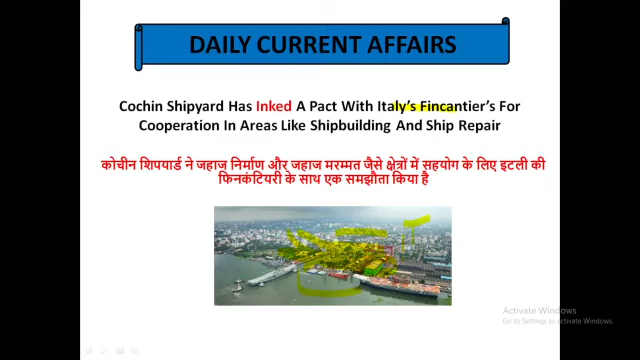 DAILY CURRENT AFFAIRS
Cochin Shipyard Has Inked A Pact With Italy's Fincantier's For
Cooperation In Areas Like Shipbuilding And Ship Repair
कोचीन शिपयार्ड ने जहाज निर्माण और जहाज मरम्मत जैसे क्षेत्रों में सहयोग के लिए इटली की
फिनकंटियरी के साथ एक समझौता किया है
Activate Windows
Go to Settings to activate Windows.